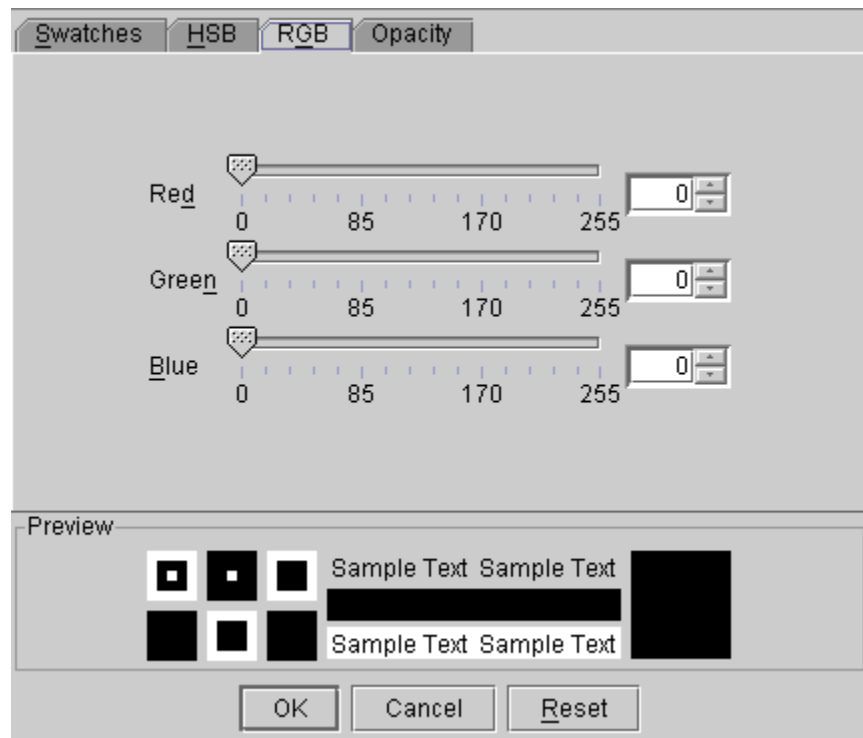 Swatches HSB RGB Opacity
Red 0
0 85 170 255
Green 0
0 85 170 255
Blue 0
0 85 170 255
Preview
Sample Text Sample Text
Sample Text Sample Text
OK Cancel Reset